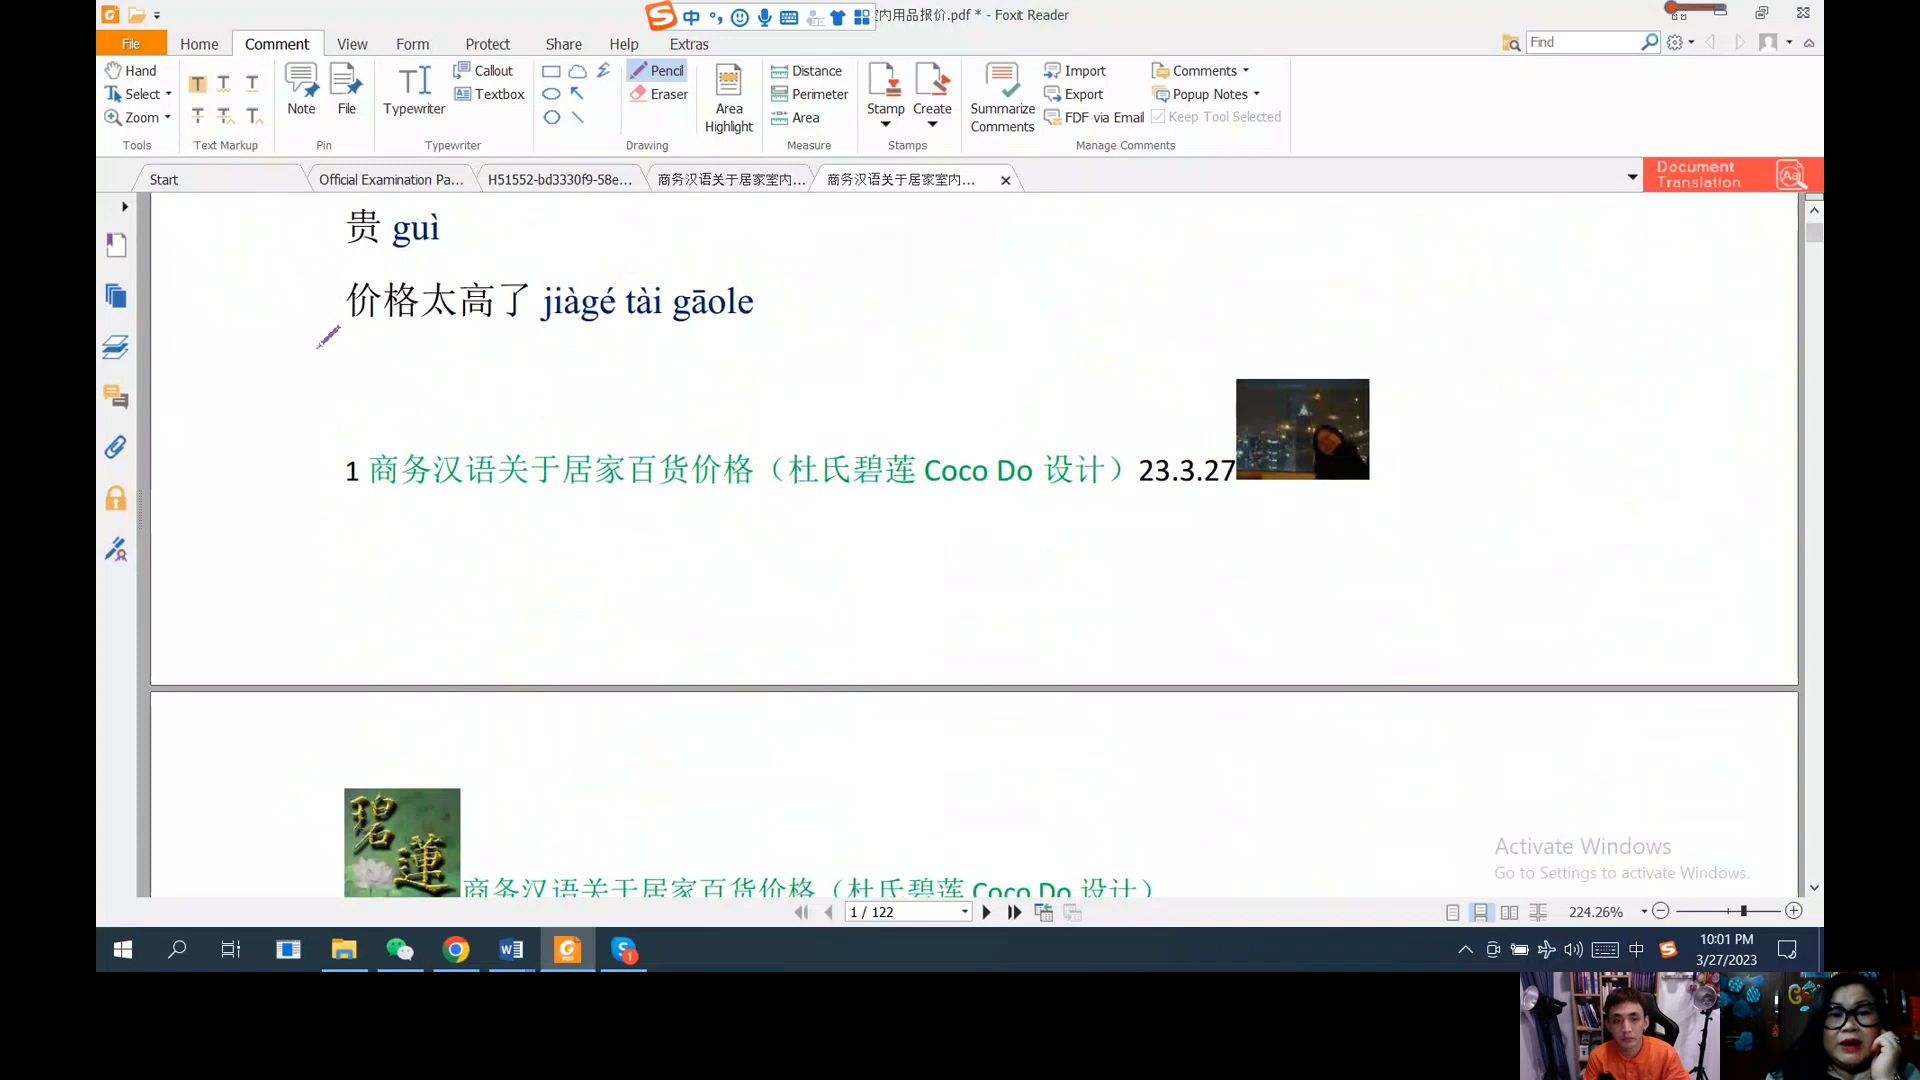 中
室内用品报价.pdf * - Foxit Reader
File Home Comment View Form Protect Share Help Extras
Find
Hand
Select
Zoom
Tools
Text Markup
Note
File
Pin
Typewriter
Callout
Textbox
Typewriter
Pencil
Eraser
Drawing
Area
Highlight
Distance
Perimeter
Area
Measure
Stamp
Create
Stamps
Summarize
Comments
Import
Export
FDF via Email
Comments
Popup Notes
Keep Tool Selected
Manage Comments
Start
Official Examination Pa...
H51552-bd3330f9-58e...
商务汉语关于居家室内...
商务汉语关于居家室内...
Document
Translation
贵 guì
价格太高了 jiàgé tài gāole
1 商务汉语关于居家百货价格（杜氏碧莲 Coco Do 设计）23.3.27
碧
蓮
商务汉语关于居家百货价格（杜氏碧莲 Coco Do 设计）
Activate Windows
Go to Settings to activate Windows.
1 / 122
224.26%
中
10:01 PM
3/27/2023